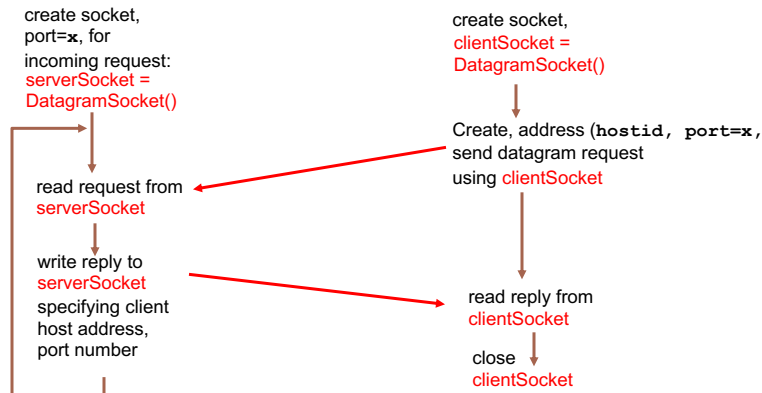 create socket,
port=x, for
incoming request:
serverSocket =
DatagramSocket()
read request from
serverSocket
write reply to
serverSocket
specifying client
host address,
port number
create socket,
clientSocket =
DatagramSocket()
Create, address (hostid, port=x,
send datagram request
using clientSocket
read reply from
clientSocket
close
clientSocket